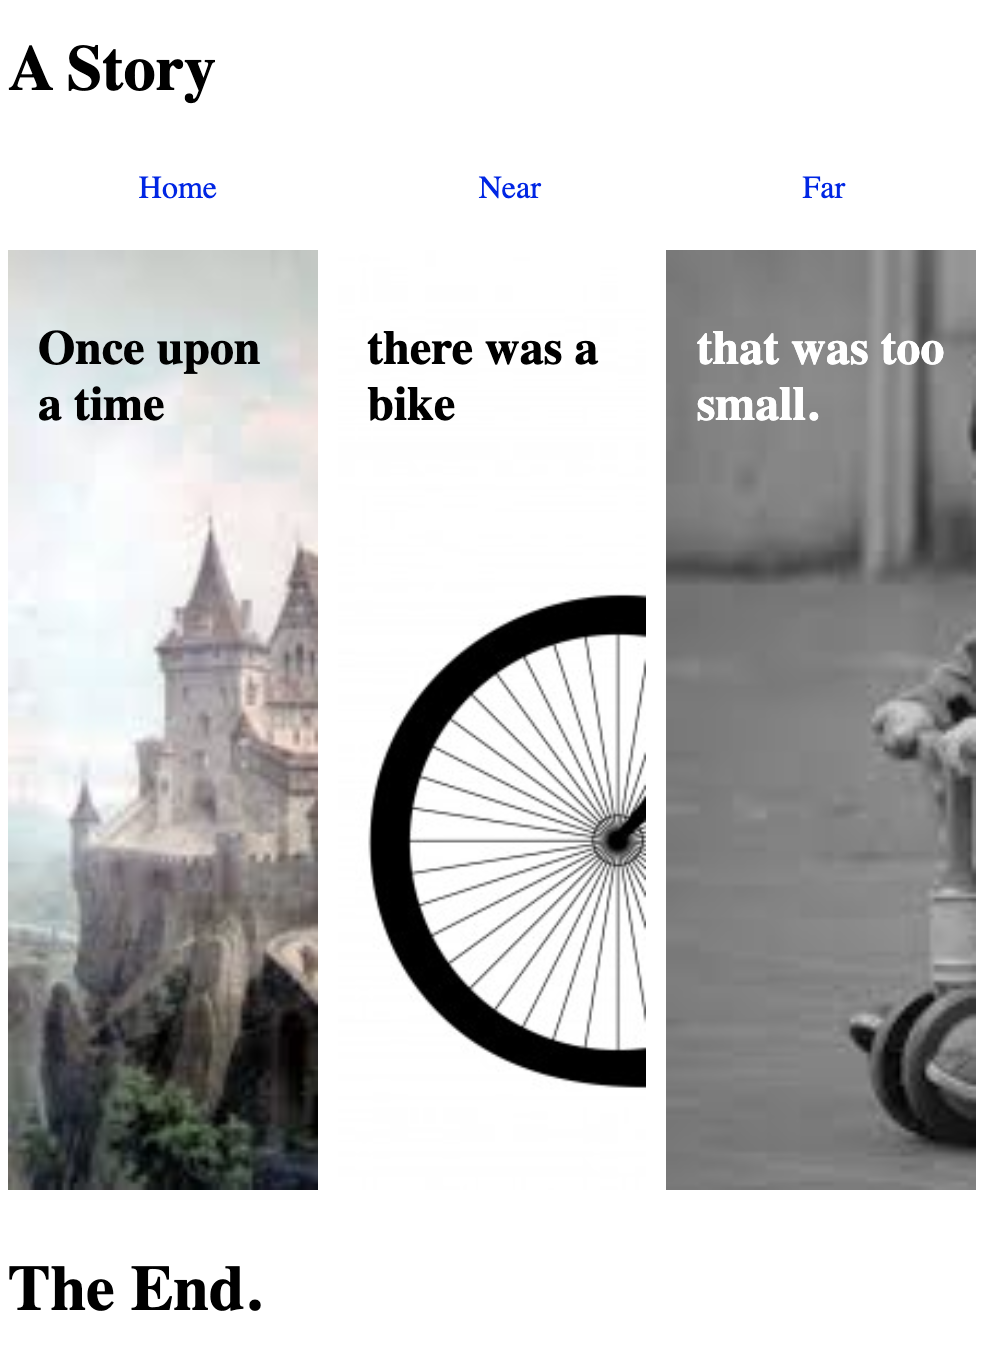 A Story
Home
Near
Far
Once upon
a time
there was a
bike
that was too
small.
The End.